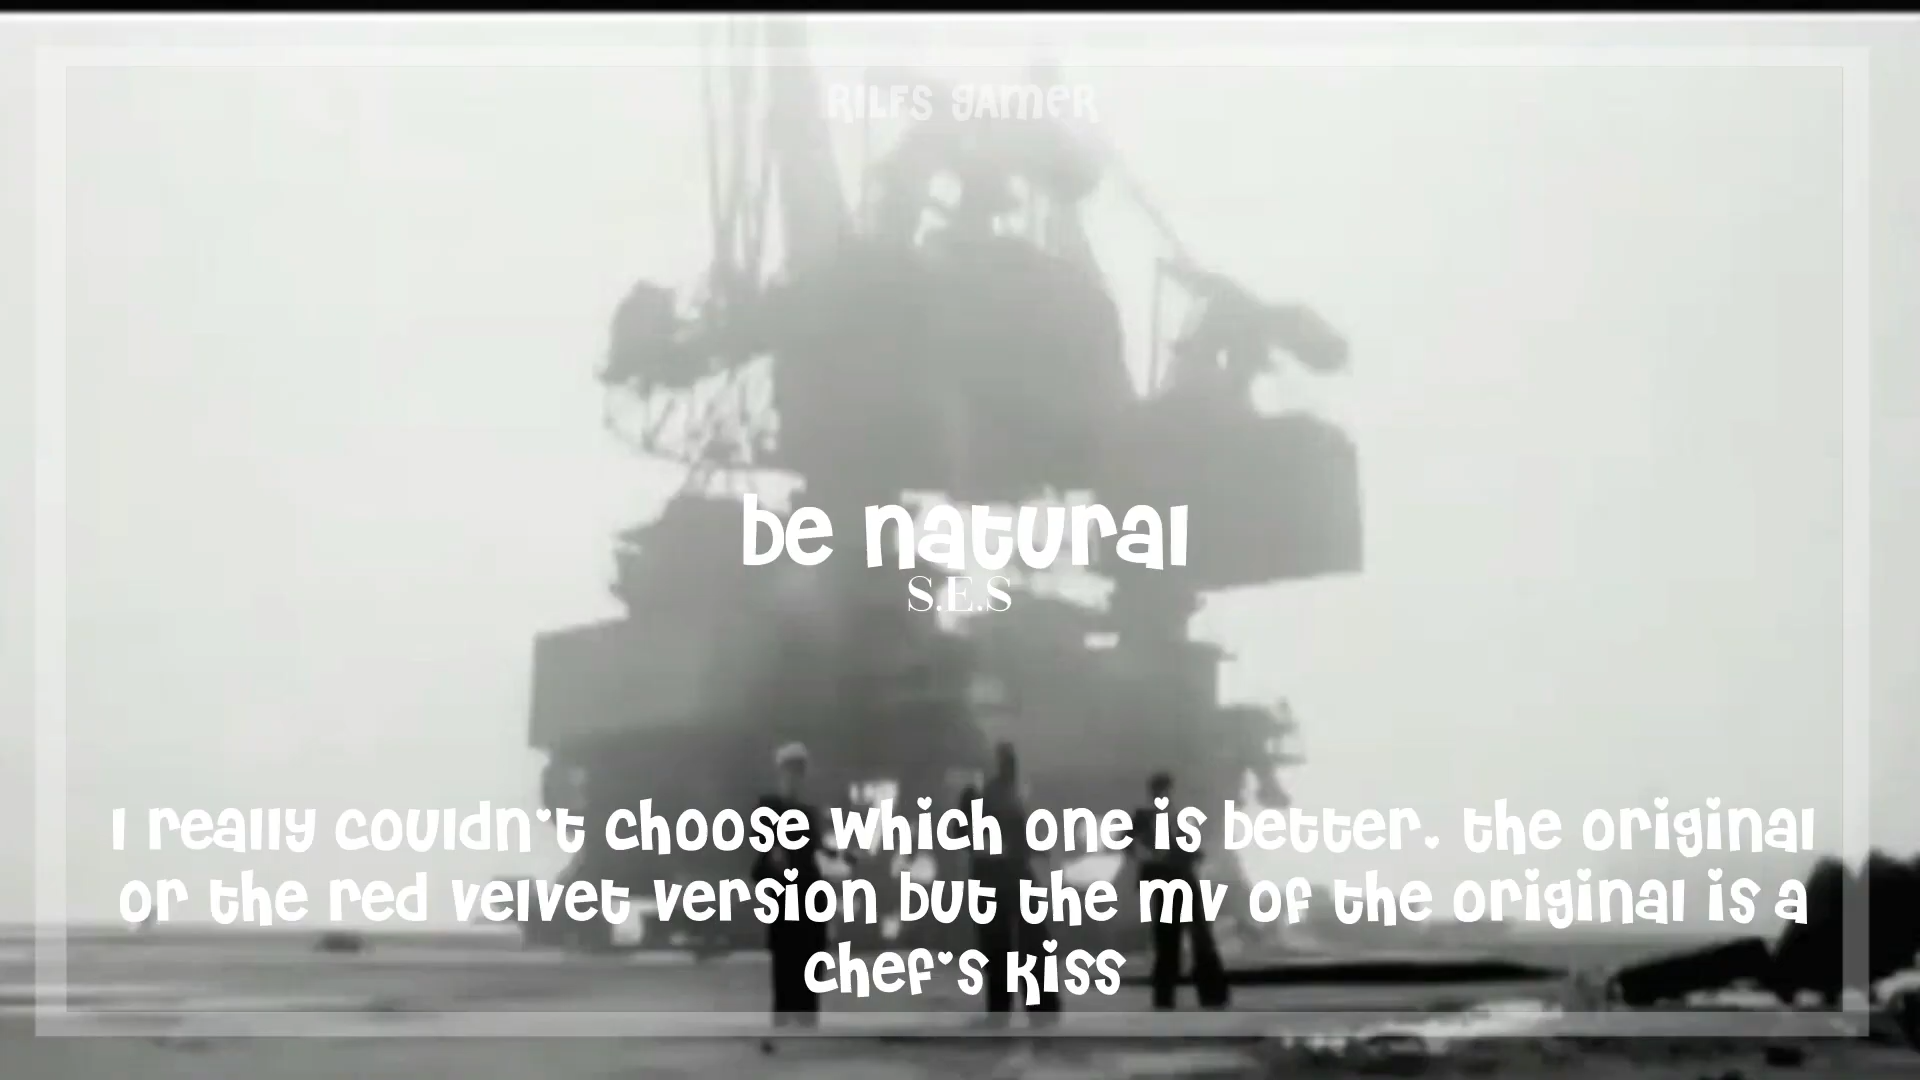 RILFS gamer
be natural
S.E.S
I really couldn't choose which one is better. the original
or the red velvet version but the mv of the original is a
chef's kiss